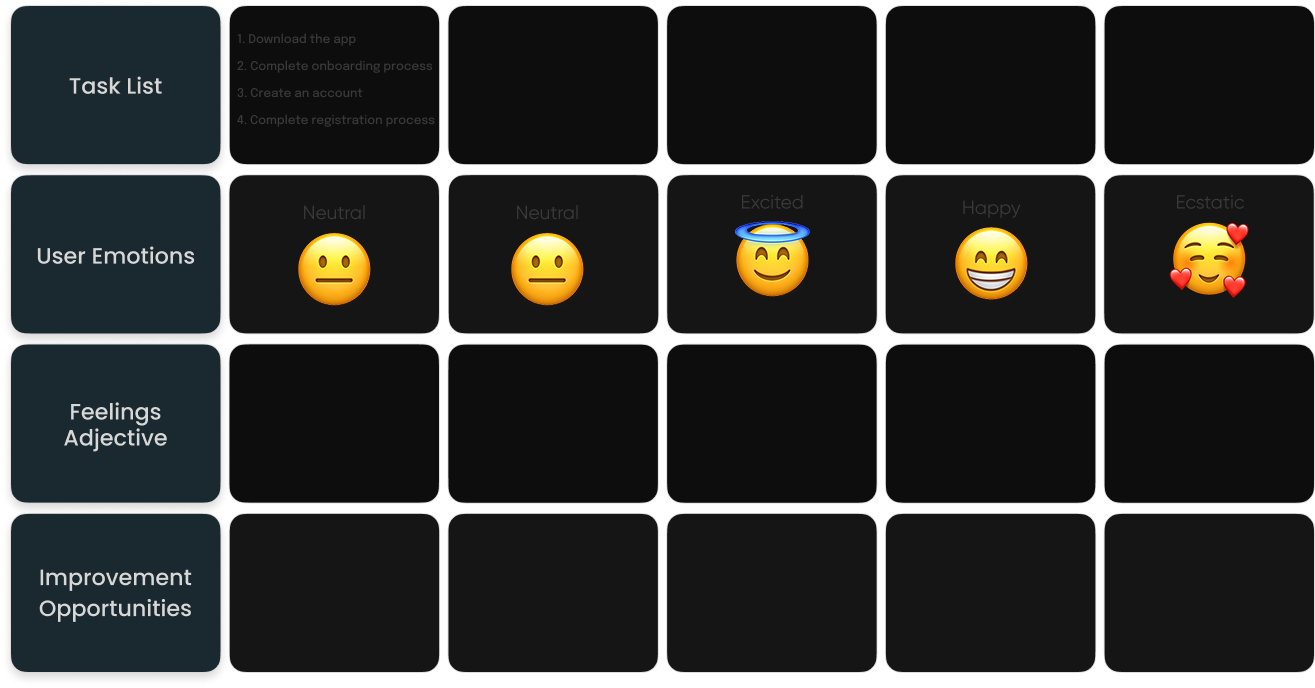 Task List
1. Download the app
2. Complete onboarding process
3. Create an account
4. Complete registration process
User Emotions
Neutral
Neutral
Excited
Happy
Ecstatic
Feelings
Adjective
Improvement
Opportunities